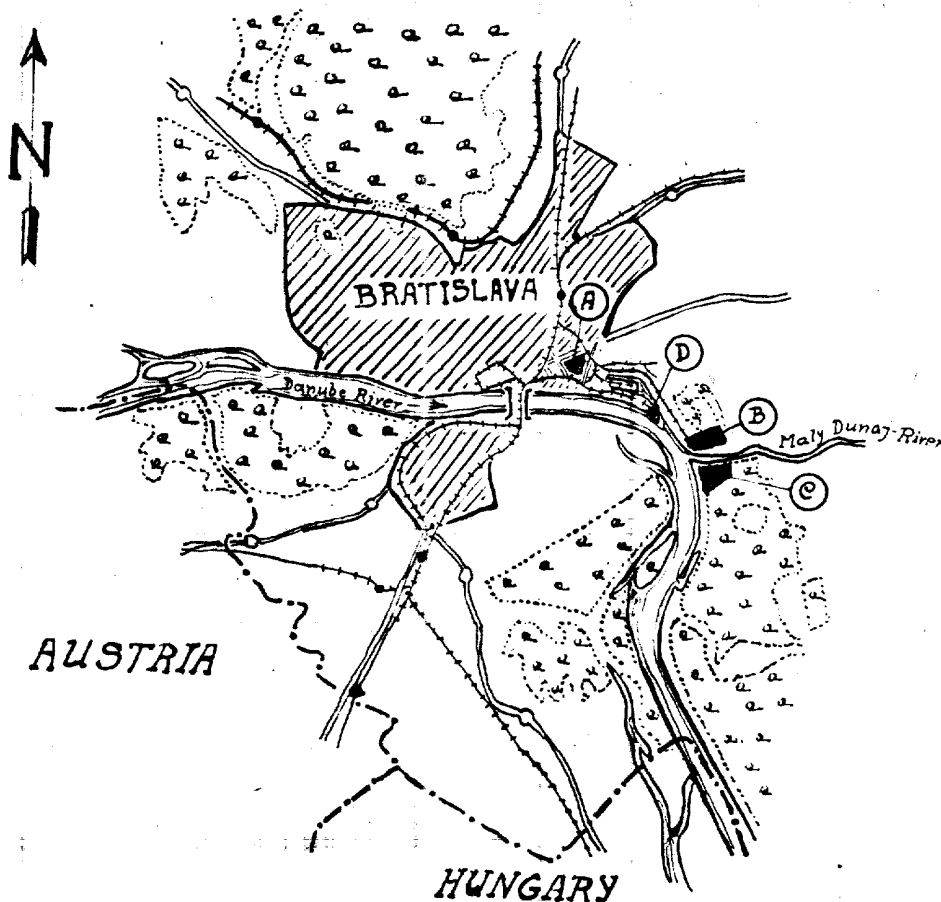 N
BRATISLAVA
A
D
Danube River
B
Maly Dunaj-River
C
AUSTRIA
HUNGARY